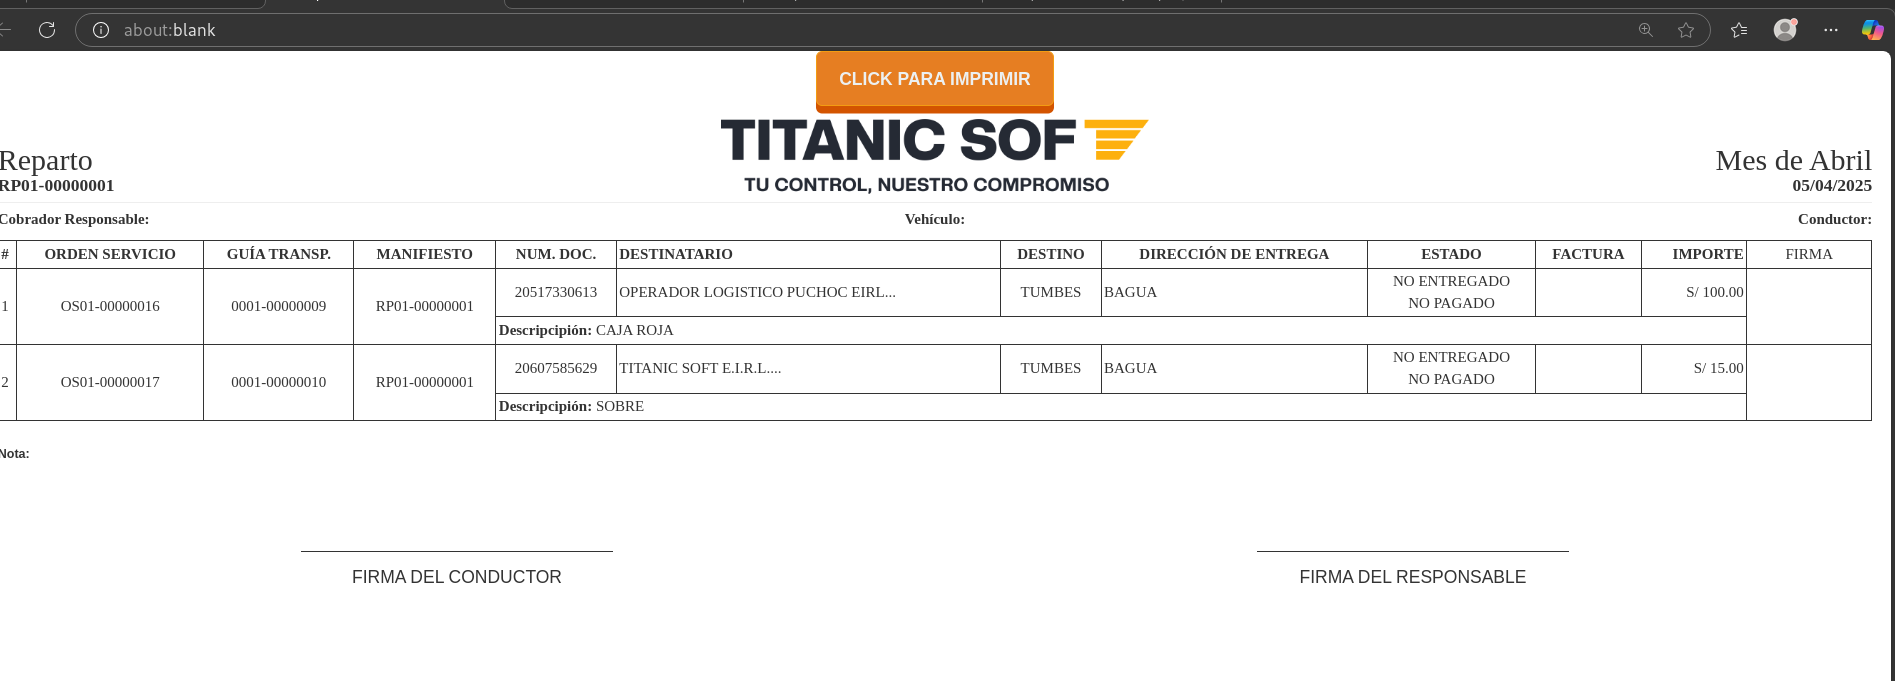 about:blank
CLICK PARA IMPRIMIR
TITANIC SOF
TU CONTROL, NUESTRO COMPROMISO
Reparto
RP01-00000001
Mes de Abril
05/04/2025
Cobrador Responsable: Vehículo: Conductor:
# ORDEN SERVICIO GUÍA TRANSP. MANIFIESTO NUM. DOC. DESTINATARIO DESTINO DIRECCIÓN DE ENTREGA ESTADO FACTURA IMPORTE FIRMA
1 OS01-00000016 0001-00000009 RP01-00000001 20517330613 OPERADOR LOGISTICO PUCHOC EIRL... TUMBES BAGUA NO ENTREGADO
NO PAGADO S/ 100.00
Descripcipión: CAJA ROJA
2 OS01-00000017 0001-00000010 RP01-00000001 20607585629 TITANIC SOFT E.I.R.L.... TUMBES BAGUA NO ENTREGADO
NO PAGADO S/ 15.00
Descripcipión: SOBRE
Nota:
FIRMA DEL CONDUCTOR FIRMA DEL RESPONSABLE